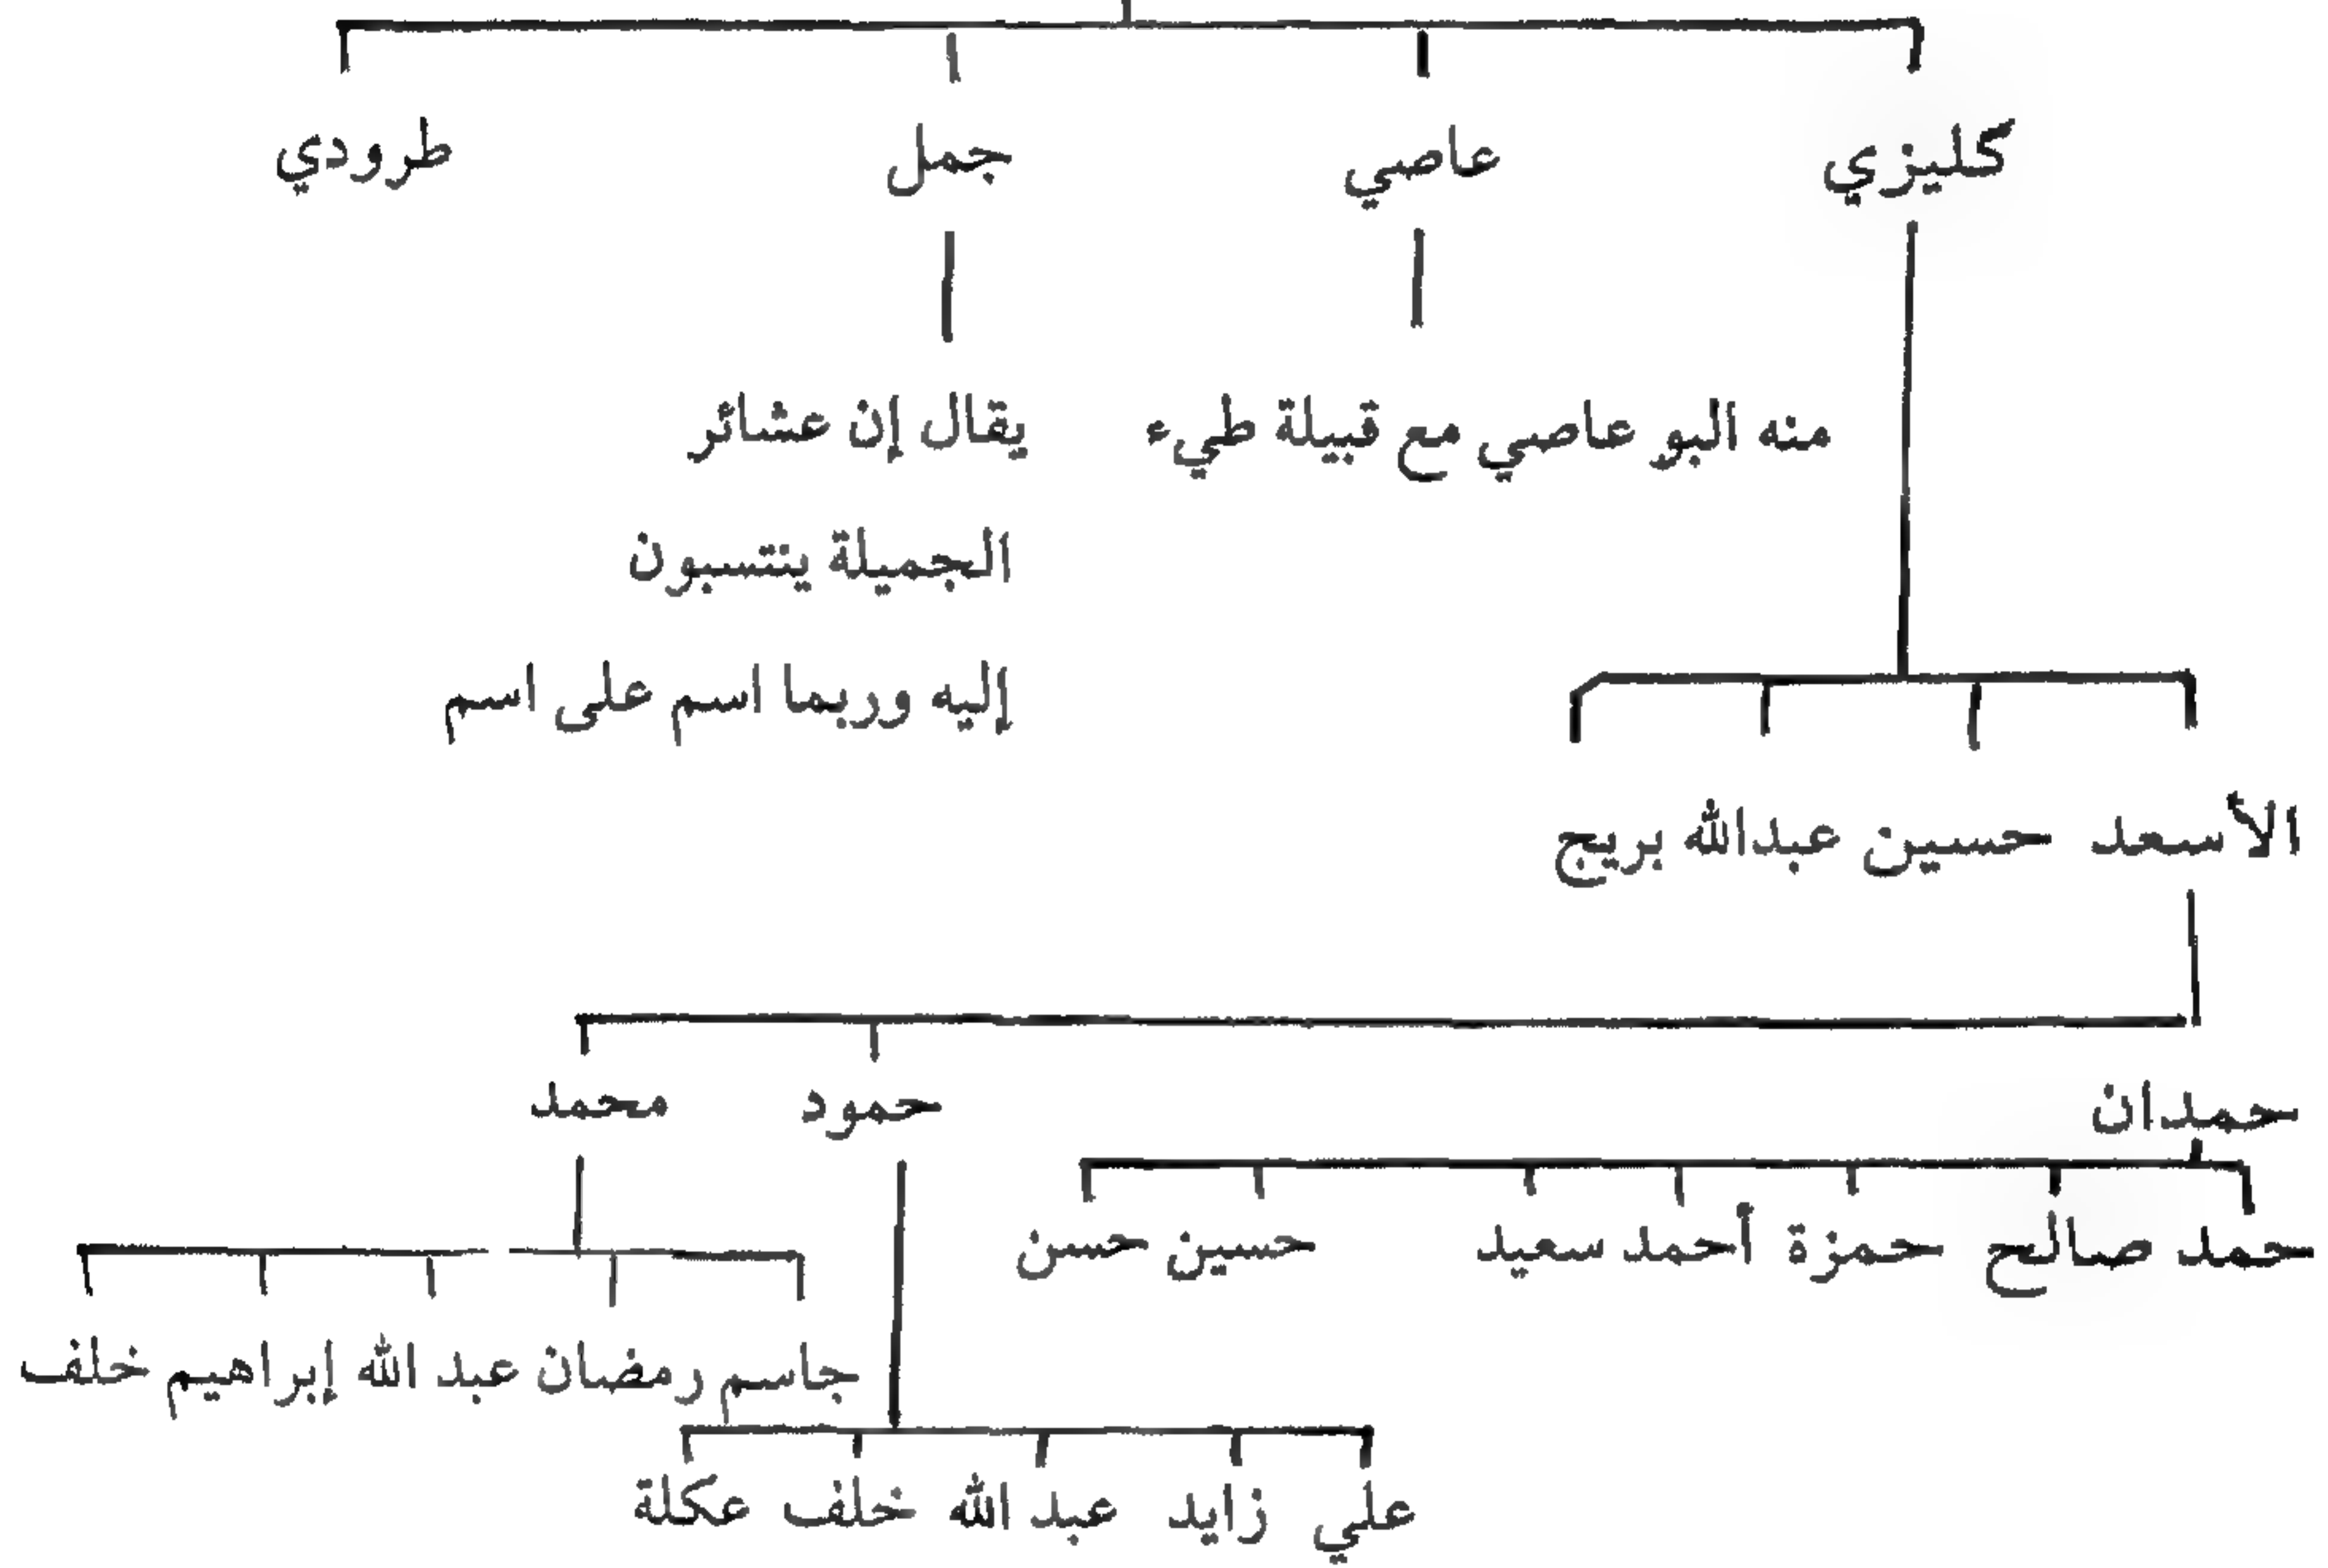 كليزي عاصي جمل طرودي
منه البو عاصي مع قبيلة طيء
يقال إن عشائر
الجميلة ينتسبون
إليه وربما اسم على اسم
الأسعد حسين عبدالله بريج
حمدان حمود محمد
حمد صالح حمزة أحمد سعيد حسين حسن
جاسم رمضان عبد الله إبراهيم خلف
علي زايد عبد الله خلف عكلة